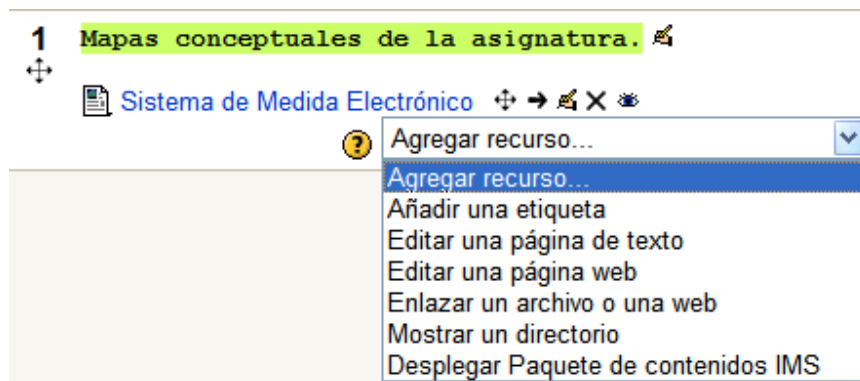 1 Mapas conceptuales de la asignatura.
Sistema de Medida Electrónico
Agregar recurso...
Agregar recurso...
Añadir una etiqueta
Editar una página de texto
Editar una página web
Enlazar un archivo o una web
Mostrar un directorio
Desplegar Paquete de contenidos IMS